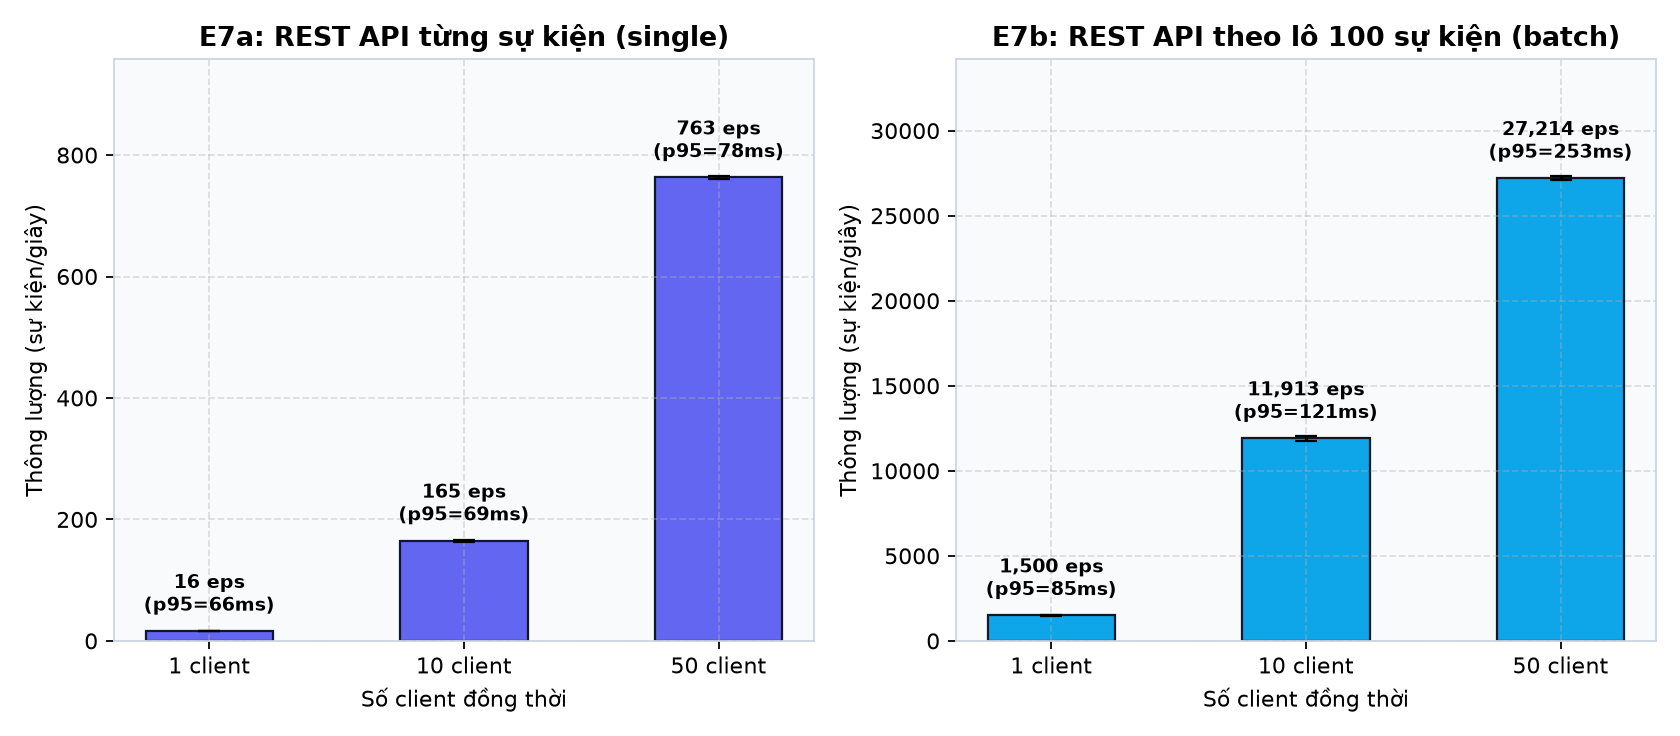 E7a: REST API từng sự kiện (single)
Thông lượng (sự kiện/giây)
800
600
400
200
0
763 eps
(p95=78ms)
165 eps
(p95=69ms)
16 eps
(p95=66ms)
1 client
10 client
50 client
Số client đồng thời
E7b: REST API theo lô 100 sự kiện (batch)
Thông lượng (sự kiện/giây)
30000
25000
20000
15000
10000
5000
0
27,214 eps
(p95=253ms)
11,913 eps
(p95=121ms)
1,500 eps
(p95=85ms)
1 client
10 client
50 client
Số client đồng thời